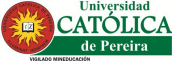 Universidad
CATÓLICA
de Pereira
VIGILADO MINEDUCACIÓN